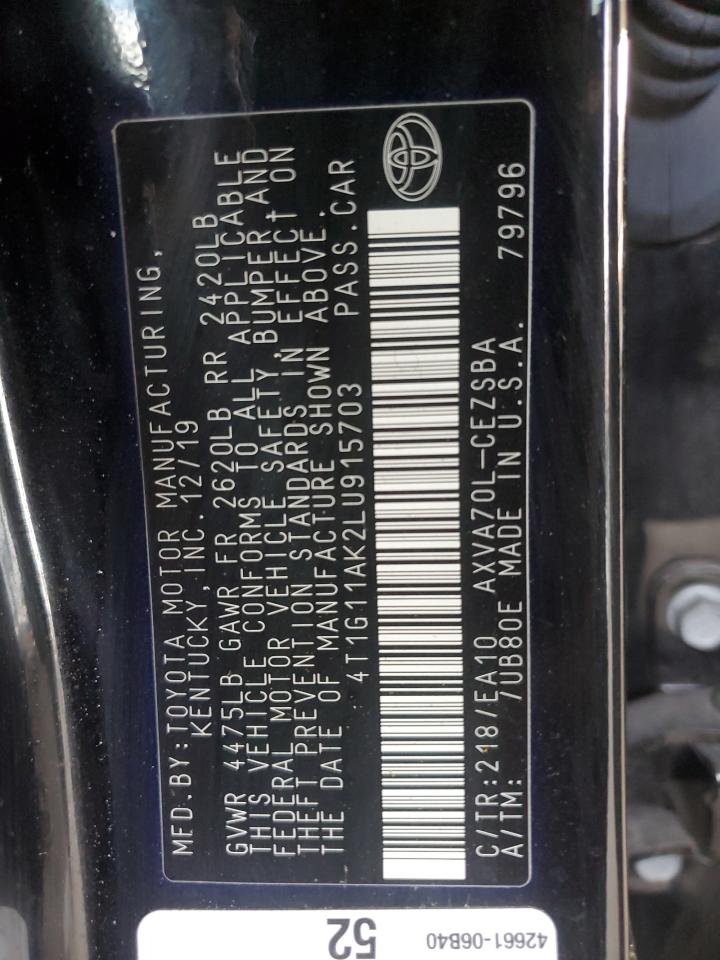 MFD. BY: TOYOTA MOTOR MANUFACTURING,
KENTUCKY, INC. 12/19
GVWR 4475LB GAWR FR 2620LB RR 2420LB
THIS VEHICLE CONFORMS TO ALL APPLICABLE
FEDERAL MOTOR VEHICLE SAFETY, BUMPER AND
THEFT PREVENTION STANDARDS IN EFFECT ON
THE DATE OF MANUFACTURE SHOWN ABOVE.
4T1G11AK2LU915703 PASS.CAR
C/TR:218/EA10 AXVA70L-CEZSBA 79796
A/TM: /UB80E MADE IN U.S.A.
52
42661-06B40